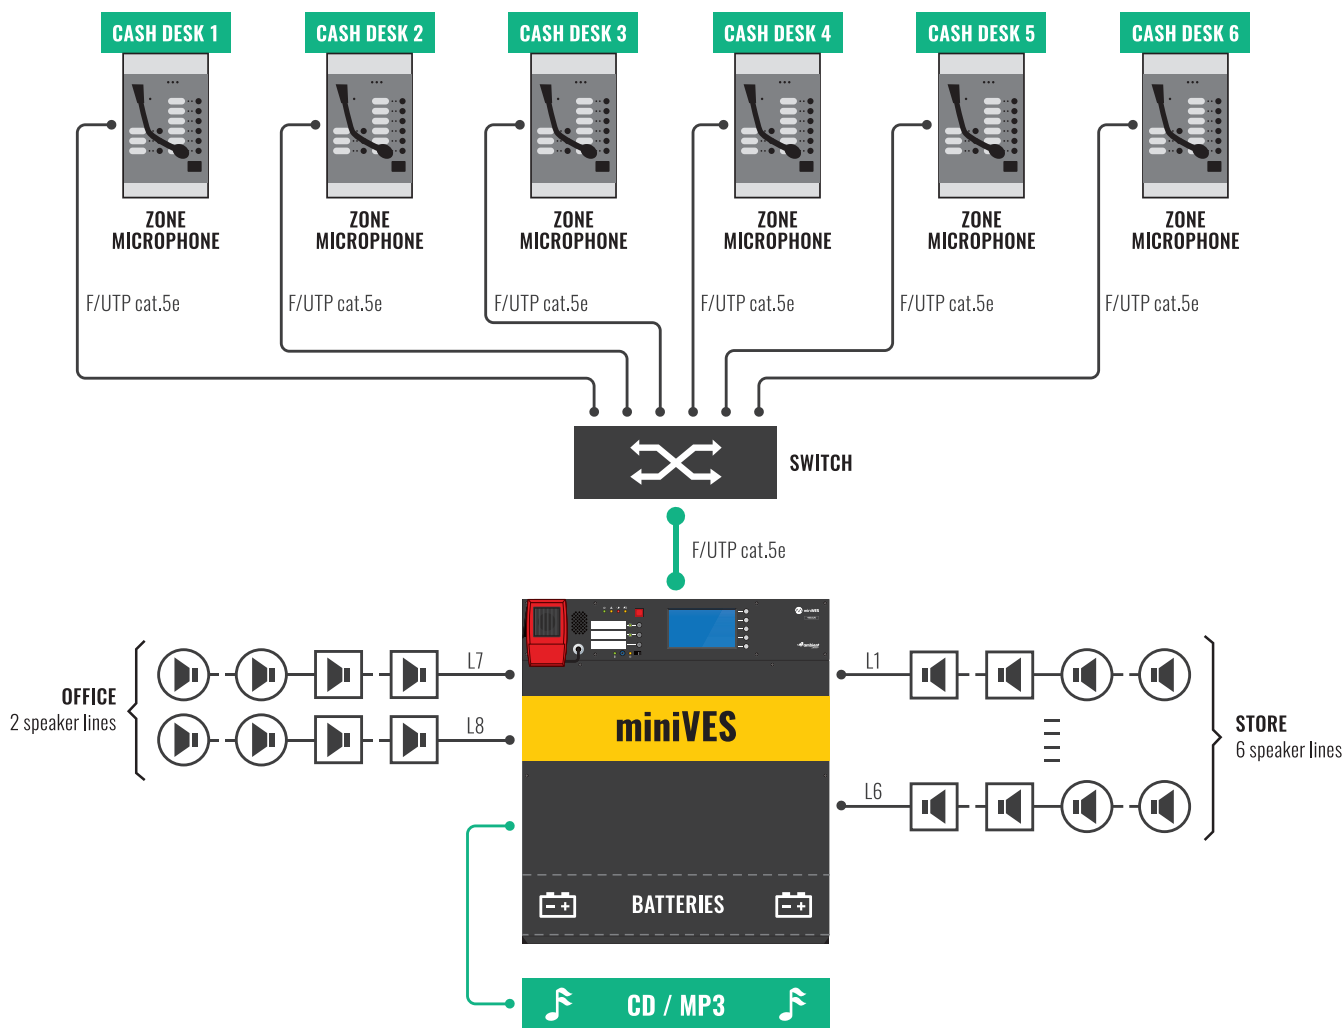 CASH DESK 1
CASH DESK 2
CASH DESK 3
CASH DESK 4
CASH DESK 5
CASH DESK 6
ZONE
MICROPHONE
ZONE
MICROPHONE
ZONE
MICROPHONE
ZONE
MICROPHONE
ZONE
MICROPHONE
ZONE
MICROPHONE
F/UTP cat.5e
F/UTP cat.5e
F/UTP cat.5e
F/UTP cat.5e
F/UTP cat.5e
F/UTP cat.5e
SWITCH
F/UTP cat.5e
miniVES
ambient
OFFICE
2 speaker lines
L7
L8
miniVES
L1
L6
STORE
6 speaker lines
BATTERIES
CD / MP3